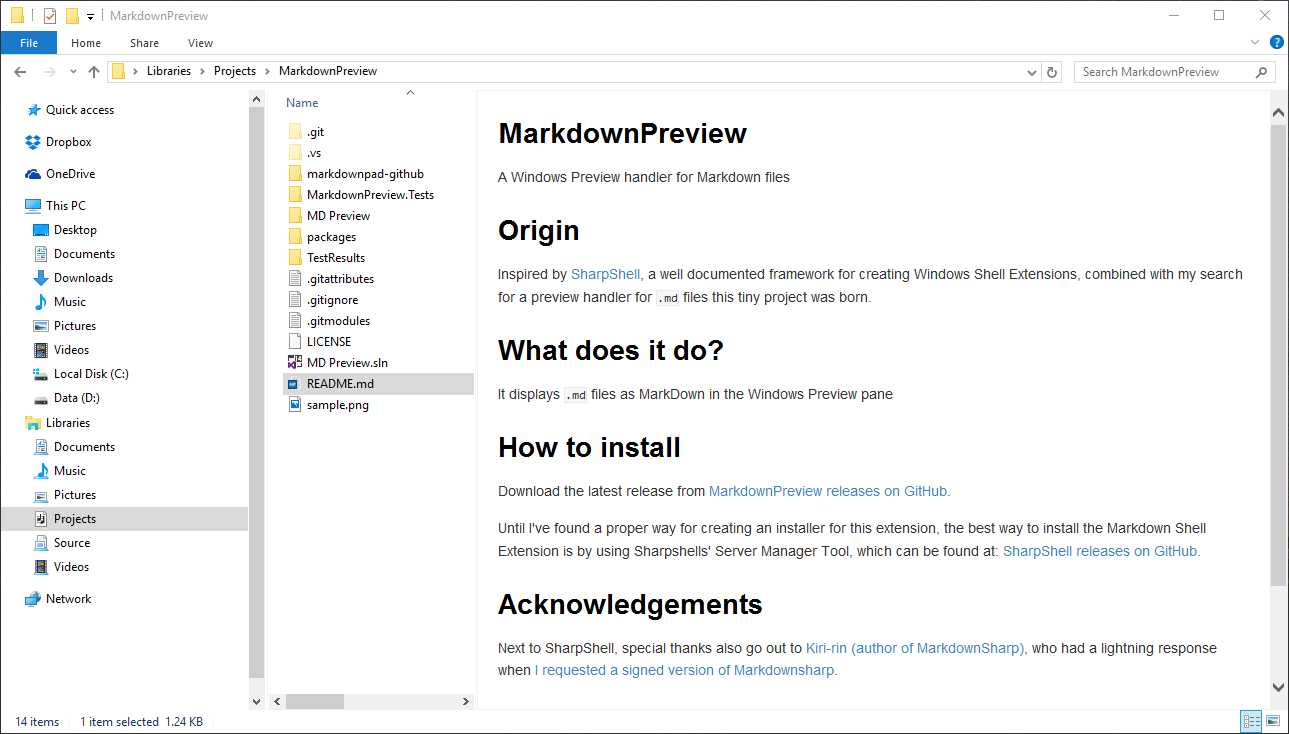 MarkdownPreview
File Home Share View
Libraries Projects MarkdownPreview
Search MarkdownPreview
Quick access
Dropbox
OneDrive
This PC
Desktop
Documents
Downloads
Music
Pictures
Videos
Local Disk (C:)
Data (D:)
Libraries
Documents
Music
Pictures
Projects
Source
Videos
Network
Name
.git
.vs
markdownpad-github
MarkdownPreview.Tests
MD Preview
packages
TestResults
.gitattributes
.gitignore
.gitmodules
LICENSE
MD Preview.sln
README.md
sample.png
MarkdownPreview
A Windows Preview handler for Markdown files
Origin
Inspired by SharpShell, a well documented framework for creating Windows Shell Extensions, combined with my search
for a preview handler for .md files this tiny project was born.
What does it do?
It displays .md files as MarkDown in the Windows Preview pane
How to install
Download the latest release from MarkdownPreview releases on GitHub.
Until I've found a proper way for creating an installer for this extension, the best way to install the Markdown Shell
Extension is by using Sharpshells' Server Manager Tool, which can be found at: SharpShell releases on GitHub.
Acknowledgements
Next to SharpShell, special thanks also go out to Kiri-rin (author of MarkdownSharp), who had a lightning response
when I requested a signed version of Markdownsharp.
14 items 1 item selected 1.24 KB